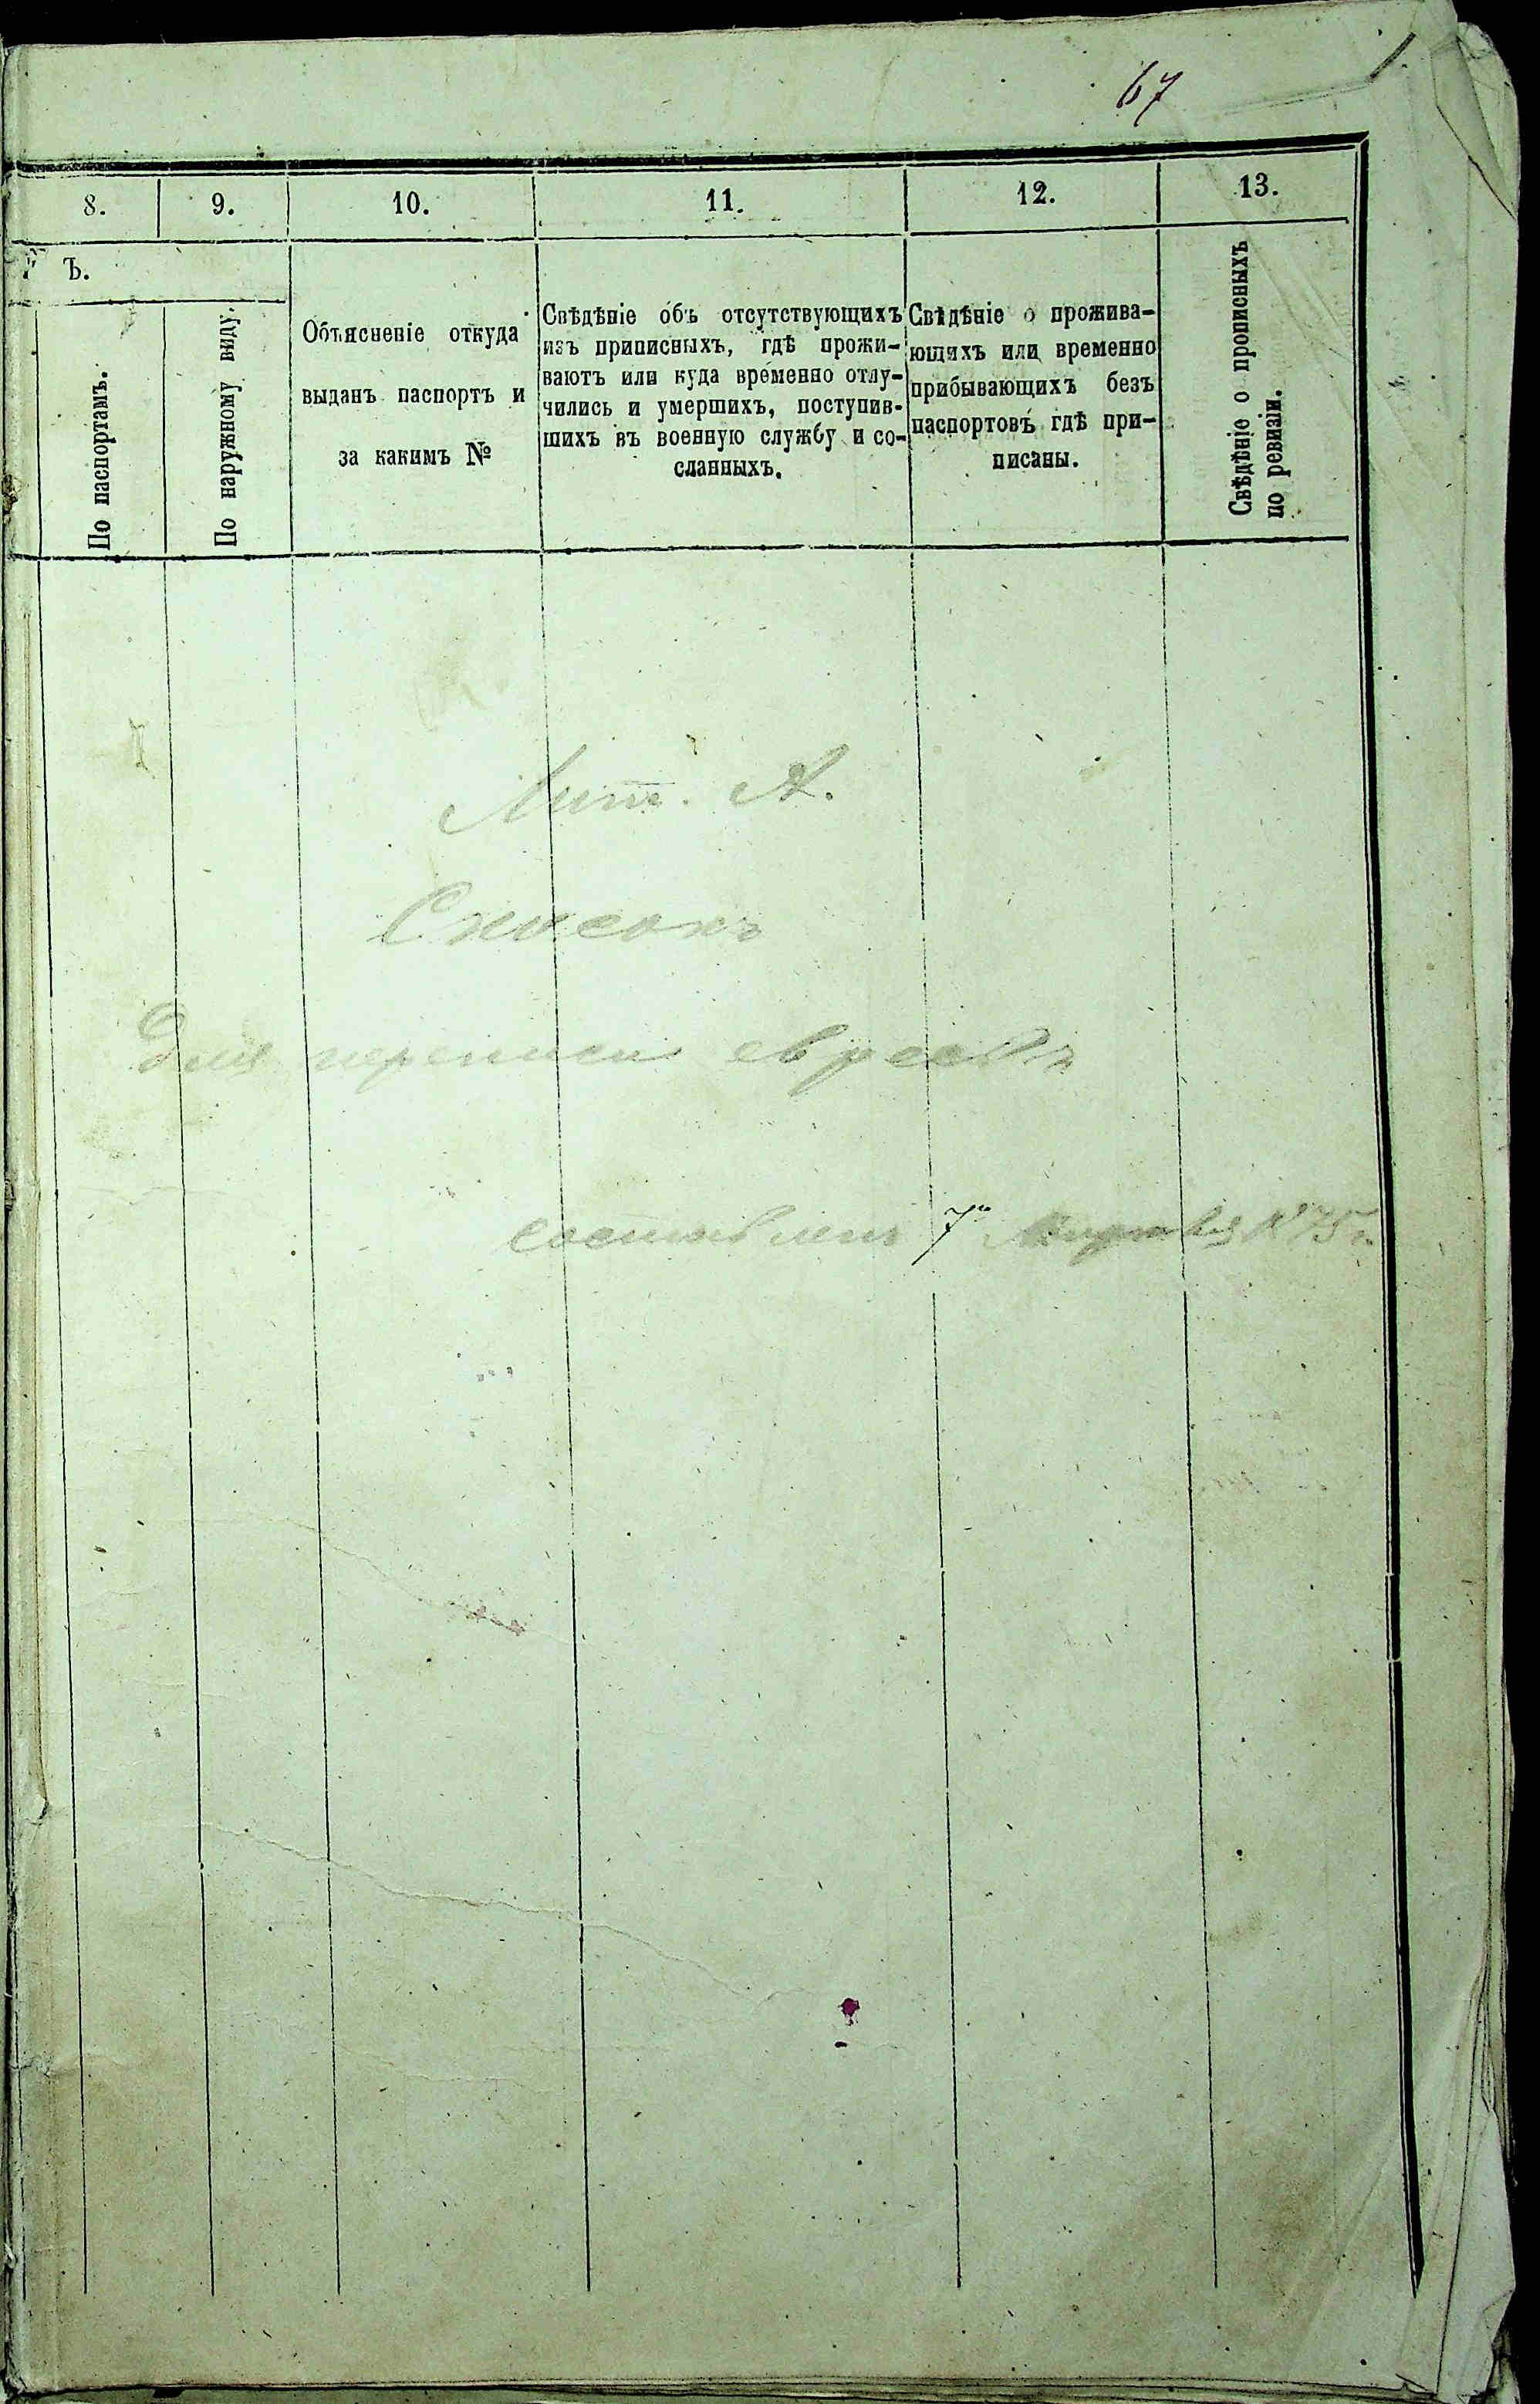 67
8. 9. 10. 11. 12. 13.
Ъ.
По паспортамъ.
По наружному виду.
Объясненіе откуда
выданъ паспортъ и
за какимъ №
Свѣдѣніе объ отсутствующихъ
изъ приписныхъ, гдѣ прожи-
ваютъ или куда временно отлу-
чились и умершихъ, поступив-
шихъ въ военную службу и со-
сланныхъ.
Свѣдѣніе о прожива-
ющихъ или временно
прибывающихъ безъ
паспортовъ гдѣ при-
писаны.
Свѣдѣніе о прописныхъ
по ревизіи.
Лит. А.
Списокъ
для переписи евреевъ
составленъ 7 1875